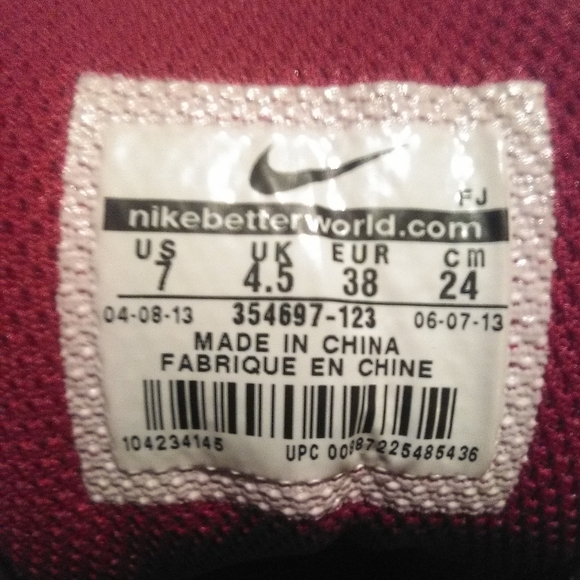 FJ
nikebetterworld.com
US UK EUR cm
7 4.5 38 24
04-08-13 354697-123 06-07-13
MADE IN CHINA
FABRIQUE EN CHINE
104234145 UPC 00887225485436